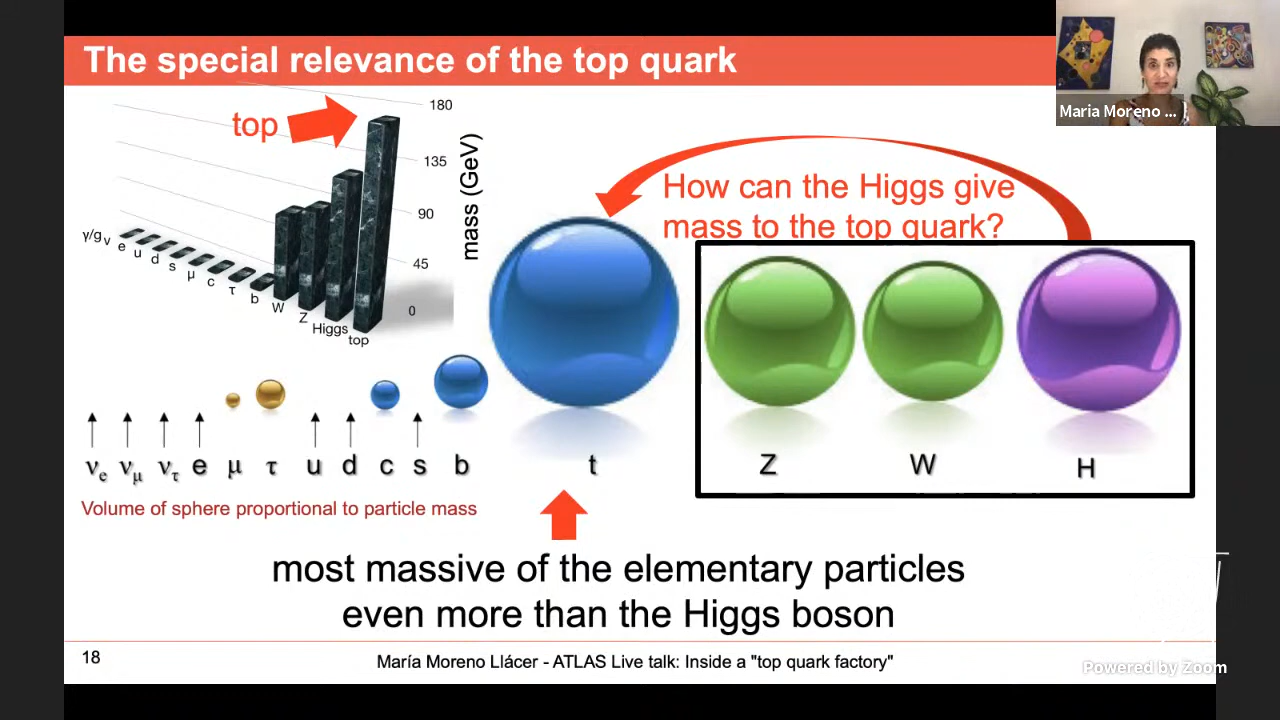 The special relevance of the top quark
Maria Moreno ...
top
180
135
90
45
0
mass (GeV)
γ/g
ν
e
u
d
s
μ
c
τ
b
W
Z
Higgs
top
How can the Higgs give
mass to the top quark?
νe νμ ντ e μ τ u d c s b t Z W H
Volume of sphere proportional to particle mass
most massive of the elementary particles
even more than the Higgs boson
18
María Moreno Llácer - ATLAS Live talk: Inside a "top quark factory"
Powered by Zoom